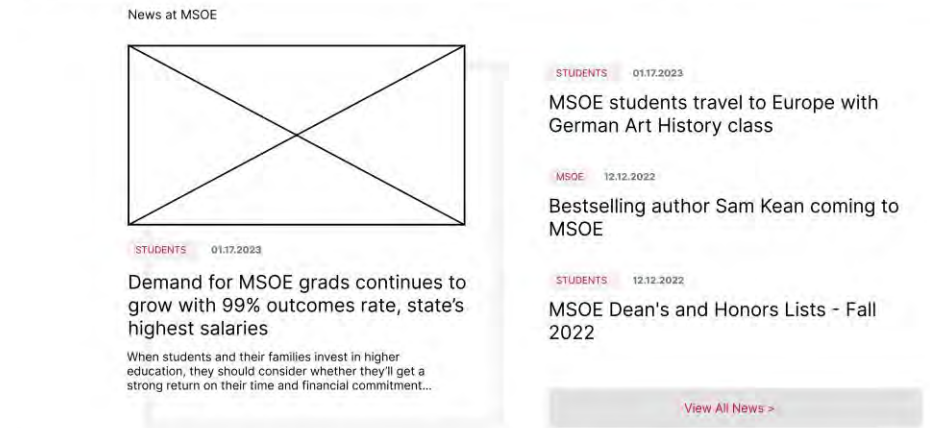 News at MSOE
STUDENTS 01.17.2023
Demand for MSOE grads continues to
grow with 99% outcomes rate, state's
highest salaries
When students and their families invest in higher
education, they should consider whether they'll get a
strong return on their time and financial commitment...
STUDENTS 01.17.2023
MSOE students travel to Europe with
German Art History class
MSOE 12.12.2022
Bestselling author Sam Kean coming to
MSOE
STUDENTS 12.12.2022
MSOE Dean's and Honors Lists - Fall
2022
View All News >